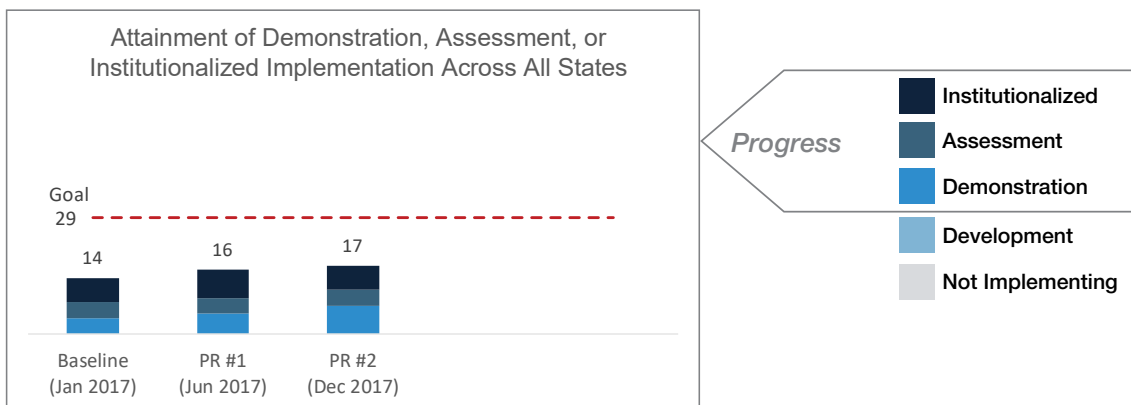 Attainment of Demonstration, Assessment, or
Institutionalized Implementation Across All States
Goal
29
14
16
17
Baseline
(Jan 2017)
PR #1
(Jun 2017)
PR #2
(Dec 2017)
Progress
Institutionalized
Assessment
Demonstration
Development
Not Implementing